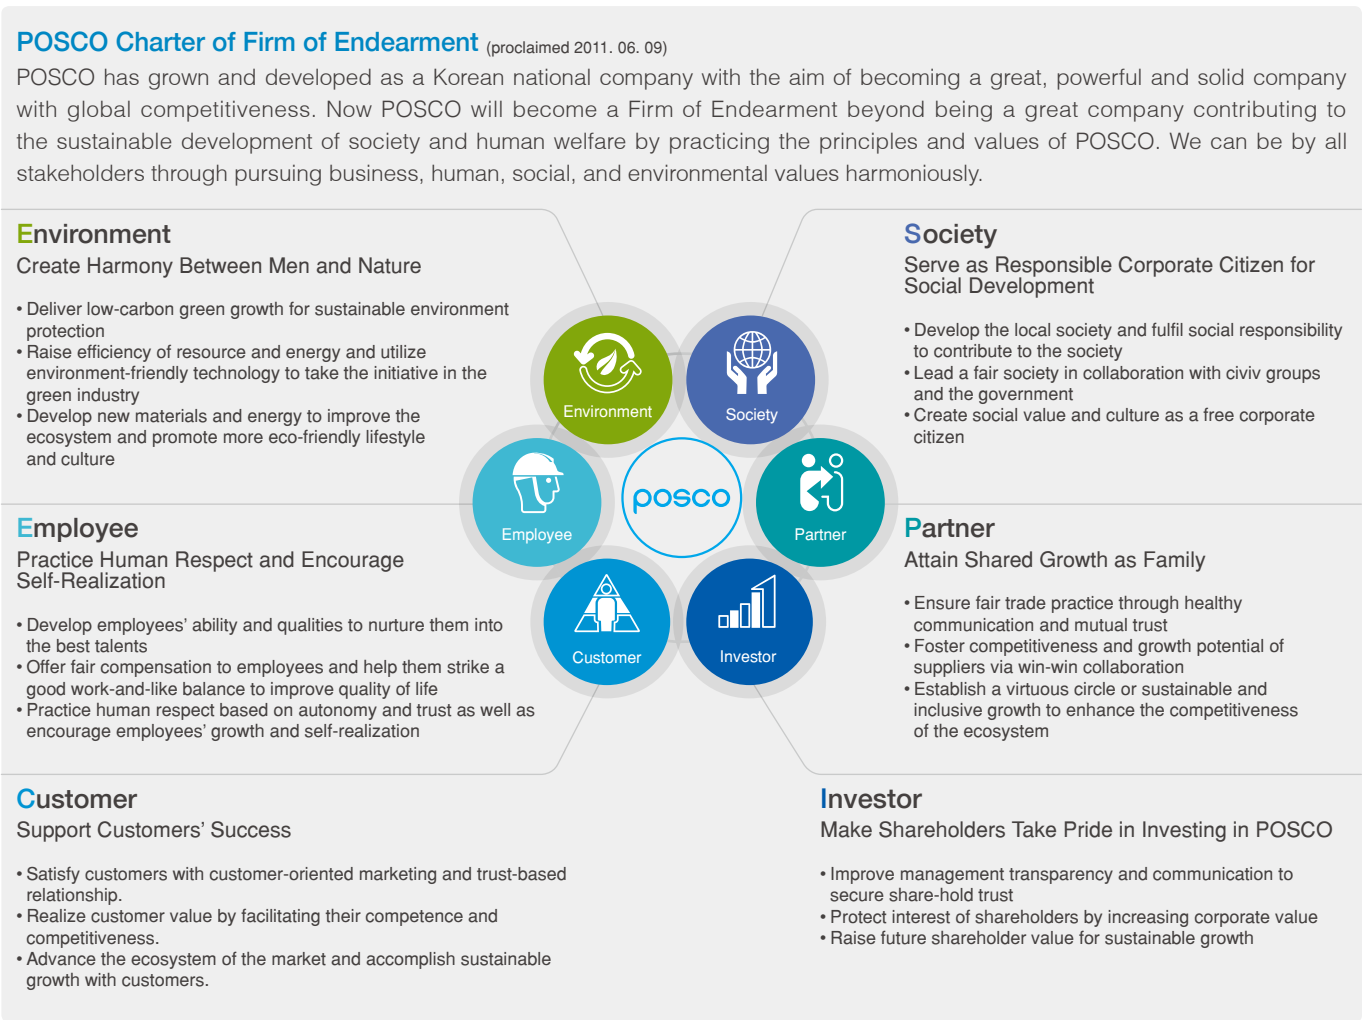 POSCO Charter of Firm of Endearment (proclaimed 2011. 06. 09)
POSCO has grown and developed as a Korean national company with the aim of becoming a great, powerful and solid company
with global competitiveness. Now POSCO will become a Firm of Endearment beyond being a great company contributing to
the sustainable development of society and human welfare by practicing the principles and values of POSCO. We can be by all
stakeholders through pursuing business, human, social, and environmental values harmoniously.
Environment
Create Harmony Between Men and Nature
• Deliver low-carbon green growth for sustainable environment
protection
• Raise efficiency of resource and energy and utilize
environment-friendly technology to take the initiative in the
green industry
• Develop new materials and energy to improve the
ecosystem and promote more eco-friendly lifestyle
and culture
Society
Serve as Responsible Corporate Citizen for
Social Development
• Develop the local society and fulfil social responsibility
to contribute to the society
• Lead a fair society in collaboration with civiv groups
and the government
• Create social value and culture as a free corporate
citizen
Environment
Society
Employee
posco
Partner
Customer
Investor
Employee
Practice Human Respect and Encourage
Self-Realization
• Develop employees’ ability and qualities to nurture them into
the best talents
• Offer fair compensation to employees and help them strike a
good work-and-like balance to improve quality of life
• Practice human respect based on autonomy and trust as well as
encourage employees’ growth and self-realization
Partner
Attain Shared Growth as Family
• Ensure fair trade practice through healthy
communication and mutual trust
• Foster competitiveness and growth potential of
suppliers via win-win collaboration
• Establish a virtuous circle or sustainable and
inclusive growth to enhance the competitiveness
of the ecosystem
Customer
Support Customers’ Success
• Satisfy customers with customer-oriented marketing and trust-based
relationship.
• Realize customer value by facilitating their competence and
competitiveness.
• Advance the ecosystem of the market and accomplish sustainable
growth with customers.
Investor
Make Shareholders Take Pride in Investing in POSCO
• Improve management transparency and communication to
secure share-hold trust
• Protect interest of shareholders by increasing corporate value
• Raise future shareholder value for sustainable growth